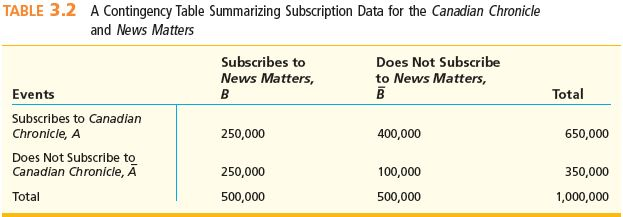 TABLE 3.2 A Contingency Table Summarizing Subscription Data for the Canadian Chronicle
and News Matters
Events
Subscribes to
News Matters,
B
Does Not Subscribe
to News Matters,
B̅
Total
Subscribes to Canadian
Chronicle, A
250,000 400,000 650,000
Does Not Subscribe to
Canadian Chronicle, A̅
250,000 100,000 350,000
Total 500,000 500,000 1,000,000